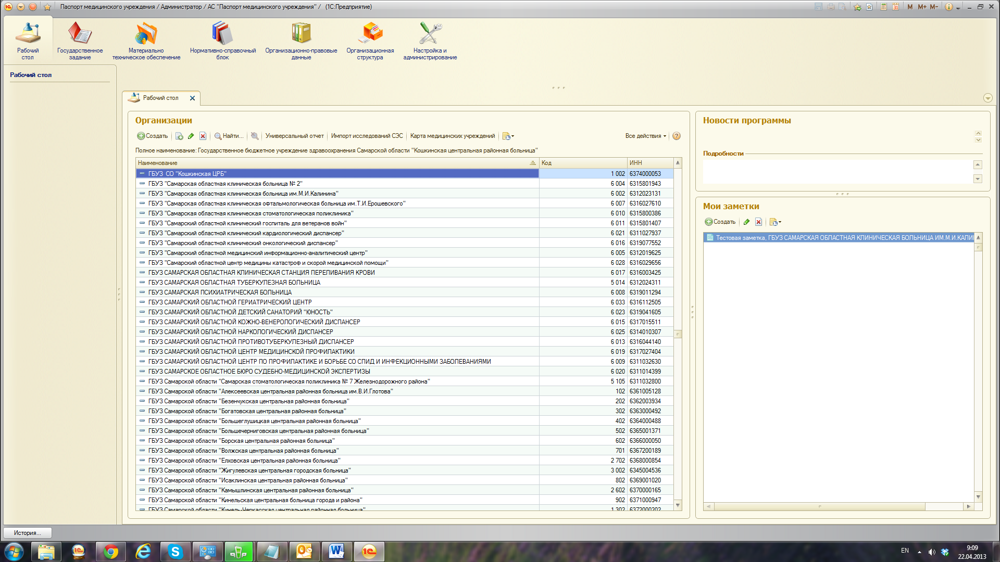 Паспорт медицинского учреждения / Администратор / АС "Паспорт медицинского учреждения" / (1С:Предприятие)
M M+ M-
Рабочий стол
Государственное задание
Материально техническое обеспечение
Нормативно-справочный блок
Организационно-правовые данные
Организационная структура
Настройка и администрирование
Рабочий стол
Рабочий стол
Организации
Создать Найти... Универсальный отчет Импорт исследований СЭС Карта медицинских учреждений Все действия
Полное наименование: Государственное бюджетное учреждение здравоохранения Самарской области "Кошкинская центральная районная больница"
Наименование Код ИНН
ГБУЗ СО "Кошкинская ЦРБ" 1 002 6374000053
ГБУЗ "Самарская областная клиническая больница № 2" 6 004 6315801943
ГБУЗ "Самарская областная клиническая больница им.М.И.Калинина" 6 002 6312023131
ГБУЗ "Самарская областная клиническая офтальмологическая больница им.Т.И.Ерошевского" 6 007 6316027610
ГБУЗ "Самарская областная клиническая стоматологическая поликлиника" 6 010 6315800386
ГБУЗ "Самарский областной клинический госпиталь для ветеранов войн" 6 011 6315801407
ГБУЗ "Самарский областной клинический кардиологический диспансер" 6 021 6311027937
ГБУЗ "Самарский областной клинический онкологический диспансер" 6 016 6319077552
ГБУЗ "Самарский областной медицинский информационно-аналитический центр" 6 005 6312019625
ГБУЗ "Самарский областной центр медицины катастроф и скорой медицинской помощи" 6 028 6316029656
ГБУЗ САМАРСКАЯ ОБЛАСТНАЯ КЛИНИЧЕСКАЯ СТАНЦИЯ ПЕРЕЛИВАНИЯ КРОВИ 6 017 6316003425
ГБУЗ САМАРСКАЯ ОБЛАСТНАЯ ТУБЕРКУЛЕЗНАЯ БОЛЬНИЦА 5 014 6312024311
ГБУЗ САМАРСКАЯ ПСИХИАТРИЧЕСКАЯ БОЛЬНИЦА 6 008 6319011294
ГБУЗ САМАРСКИЙ ОБЛАСТНОЙ ГЕРИАТРИЧЕСКИЙ ЦЕНТР 6 033 6316112505
ГБУЗ САМАРСКИЙ ОБЛАСТНОЙ ДЕТСКИЙ САНАТОРИЙ "ЮНОСТЬ" 6 023 6319041605
ГБУЗ САМАРСКИЙ ОБЛАСТНОЙ КОЖНО-ВЕНЕРОЛОГИЧЕСКИЙ ДИСПАНСЕР 6 015 6317015511
ГБУЗ САМАРСКИЙ ОБЛАСТНОЙ НАРКОЛОГИЧЕСКИЙ ДИСПАНСЕР 6 025 6314010307
ГБУЗ САМАРСКИЙ ОБЛАСТНОЙ ПРОТИВОТУБЕРКУЛЕЗНЫЙ ДИСПАНСЕР 6 013 6316044140
ГБУЗ САМАРСКИЙ ОБЛАСТНОЙ ЦЕНТР МЕДИЦИНСКОЙ ПРОФИЛАКТИКИ 6 019 6317027404
ГБУЗ САМАРСКИЙ ОБЛАСТНОЙ ЦЕНТР ПО ПРОФИЛАКТИКЕ И БОРЬБЕ СО СПИД И ИНФЕКЦИОННЫМИ ЗАБОЛЕВАНИЯМИ 6 009 6311032630
ГБУЗ САМАРСКОЕ ОБЛАСТНОЕ БЮРО СУДЕБНО-МЕДИЦИНСКОЙ ЭКСПЕРТИЗЫ 6 020 6311014399
ГБУЗ Самарской области "Самарская стоматологическая поликлиника № 7 Железнодорожного района" 5 105 6311032800
ГБУЗ Самарской области "Алексеевская центральная районная больница им.В.И.Глотова" 102 6361005128
ГБУЗ Самарской области "Безенчукская центральная районная больница" 202 6362003934
ГБУЗ Самарской области "Богатовская центральная районная больница" 302 6363000492
ГБУЗ Самарской области "Большеглушицкая центральная районная больница" 402 6364000488
ГБУЗ Самарской области "Большечерниговская центральная районная больница" 502 6365001371
ГБУЗ Самарской области "Борская центральная районная больница" 602 6366000050
ГБУЗ Самарской области "Волжская центральная районная больница" 701 6367200189
ГБУЗ Самарской области "Елховская центральная районная больница" 2 702 6368000854
ГБУЗ Самарской области "Жигулевская центральная городская больница" 3 002 6345004536
ГБУЗ Самарской области "Исаклинская центральная районная больница" 802 6369001020
ГБУЗ Самарской области "Камышлинская центральная районная больница" 2 602 6370000165
ГБУЗ Самарской области "Кинельская центральная больница города и района" 902 6371000947
ГБУЗ Самарской области "Кинель-Черкасская центральная районная больница" 1 302 6372000202
Новости программы
Подробности
Мои заметки
Создать
Тестовая заметка, ГБУЗ САМАРСКАЯ ОБЛАСТНАЯ КЛИНИЧЕСКАЯ БОЛЬНИЦА ИМ.М.И.КАЛИ
История...
EN
9:09
22.04.2013